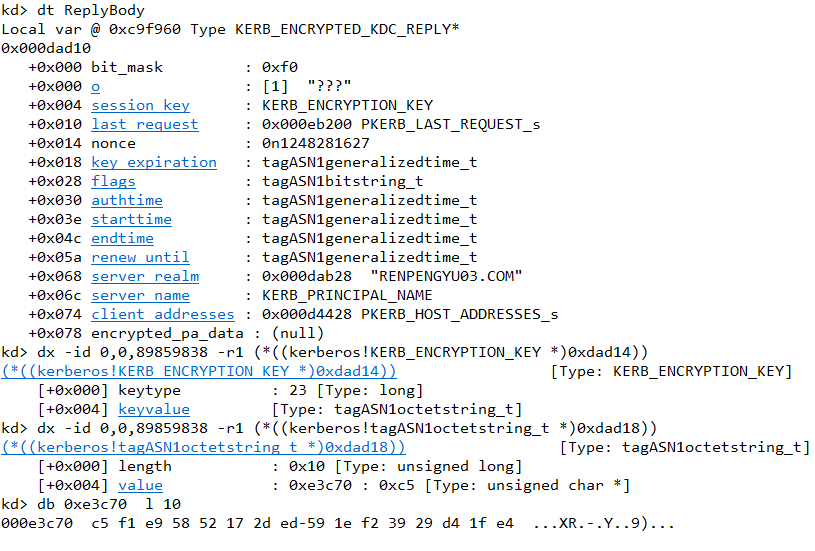 kd> dt ReplyBody
Local var @ 0xc9f960 Type KERB_ENCRYPTED_KDC_REPLY*
0x000dad10
   +0x000 bit_mask         : 0xf0
   +0x000 o                : [1]  "???"
   +0x004 session_key      : KERB_ENCRYPTION_KEY
   +0x010 last_request     : 0x000eb200 PKERB_LAST_REQUEST_s
   +0x014 nonce            : 0n1248281627
   +0x018 key_expiration   : tagASN1generalizedtime_t
   +0x028 flags            : tagASN1bitstring_t
   +0x030 authtime         : tagASN1generalizedtime_t
   +0x03e starttime        : tagASN1generalizedtime_t
   +0x04c endtime          : tagASN1generalizedtime_t
   +0x05a renew_until      : tagASN1generalizedtime_t
   +0x068 server_realm     : 0x000dab28  "RENPENGYU03.COM"
   +0x06c server_name      : KERB_PRINCIPAL_NAME
   +0x074 client_addresses : 0x000d4428 PKERB_HOST_ADDRESSES_s
   +0x078 encrypted_pa_data : (null)
kd> dx -id 0,0,89859838 -r1 (*((kerberos!KERB_ENCRYPTION_KEY *)0xdad14))
(*((kerberos!KERB_ENCRYPTION_KEY *)0xdad14))                 [Type: KERB_ENCRYPTION_KEY]
    [+0x000] keytype          : 23 [Type: long]
    [+0x004] keyvalue         [Type: tagASN1octetstring_t]
kd> dx -id 0,0,89859838 -r1 (*((kerberos!tagASN1octetstring_t *)0xdad18))
(*((kerberos!tagASN1octetstring_t *)0xdad18))                 [Type: tagASN1octetstring_t]
    [+0x000] length           : 0x10 [Type: unsigned long]
    [+0x004] value            : 0xe3c70 : 0xc5 [Type: unsigned char *]
kd> db 0xe3c70  l 10
000e3c70  c5 f1 e9 58 52 17 2d ed-59 1e f2 39 29 d4 1f e4  ...XR.-.Y..9)...